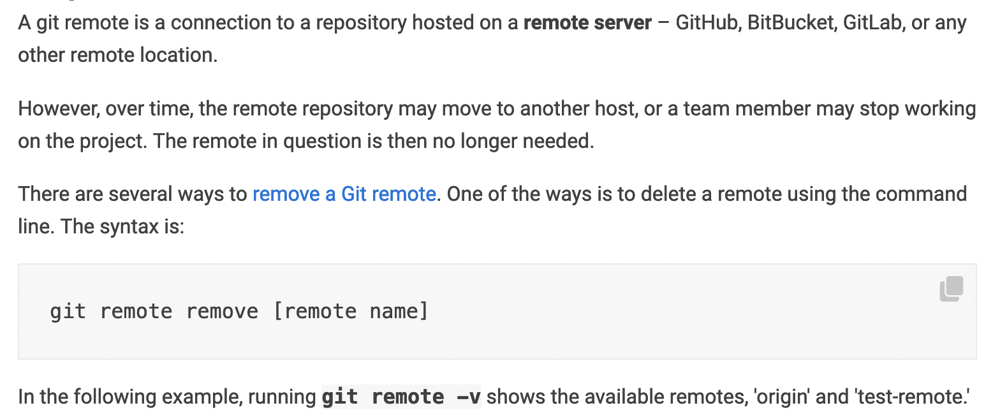 A git remote is a connection to a repository hosted on a remote server – GitHub, BitBucket, GitLab, or any
other remote location.
However, over time, the remote repository may move to another host, or a team member may stop working
on the project. The remote in question is then no longer needed.
There are several ways to remove a Git remote. One of the ways is to delete a remote using the command
line. The syntax is:
git remote remove [remote name]
In the following example, running git remote –v shows the available remotes, 'origin' and 'test-remote.'